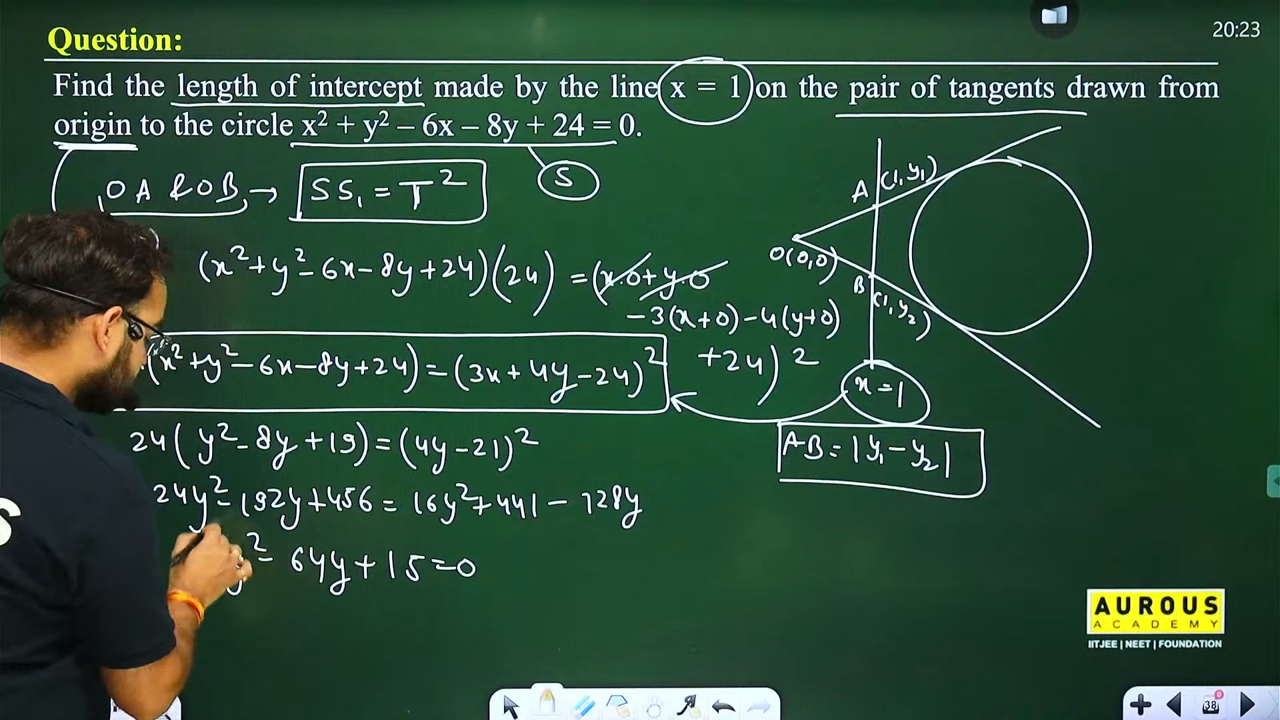 20:23
Question:
Find the length of intercept made by the line x = 1 on the pair of tangents drawn from
origin to the circle x² + y² – 6x – 8y + 24 = 0.
OA & OB → SS₁ = T²
S
(x²+y²-6x-8y+24)(24) = (x·0+y·0
-3(x+0)-4(y+0)
+24)²
(x²+y²-6x-8y+24)=(3x+4y-24)²
24(y²-8y+19)=(4y-21)²
24y²-192y+456=16y²+441-128y
y²-64y+15=0
A (1,y₁)
O(0,0)
B (1,y₂)
x=1
AB=|y₁-y₂|
S
AUROUS
ACADEMY
IITJEE | NEET | FOUNDATION
38